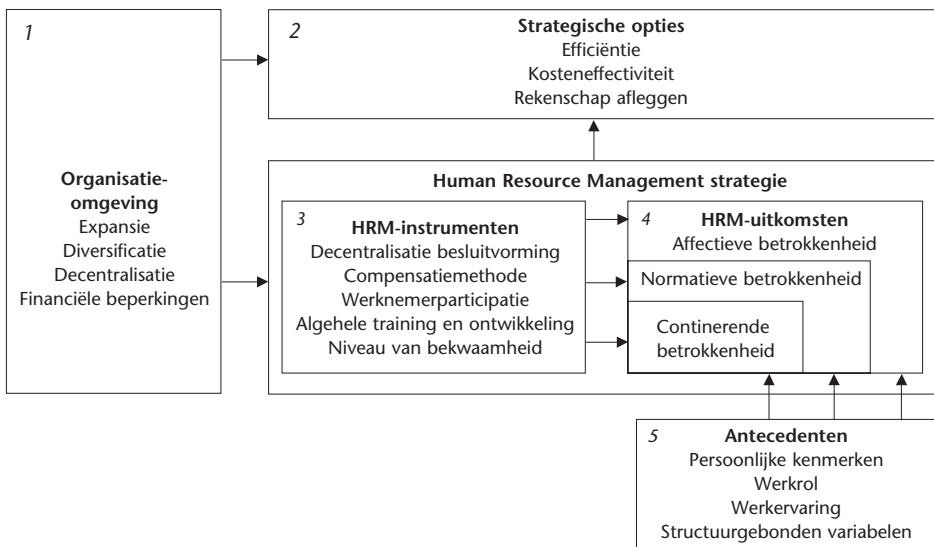 1
Organisatie-
omgeving
Expansie
Diversificatie
Decentralisatie
Financiële beperkingen
2
Strategische opties
Efficiëntie
Kosteneffectiviteit
Rekenschap afleggen
Human Resource Management strategie
3
HRM-instrumenten
Decentralisatie besluitvorming
Compensatiemethode
Werknemerparticipatie
Algehele training en ontwikkeling
Niveau van bekwaamheid
4
HRM-uitkomsten
Affectieve betrokkenheid
Normatieve betrokkenheid
Continerende
betrokkenheid
5
Antecedenten
Persoonlijke kenmerken
Werkrol
Werkervaring
Structuurgebonden variabelen